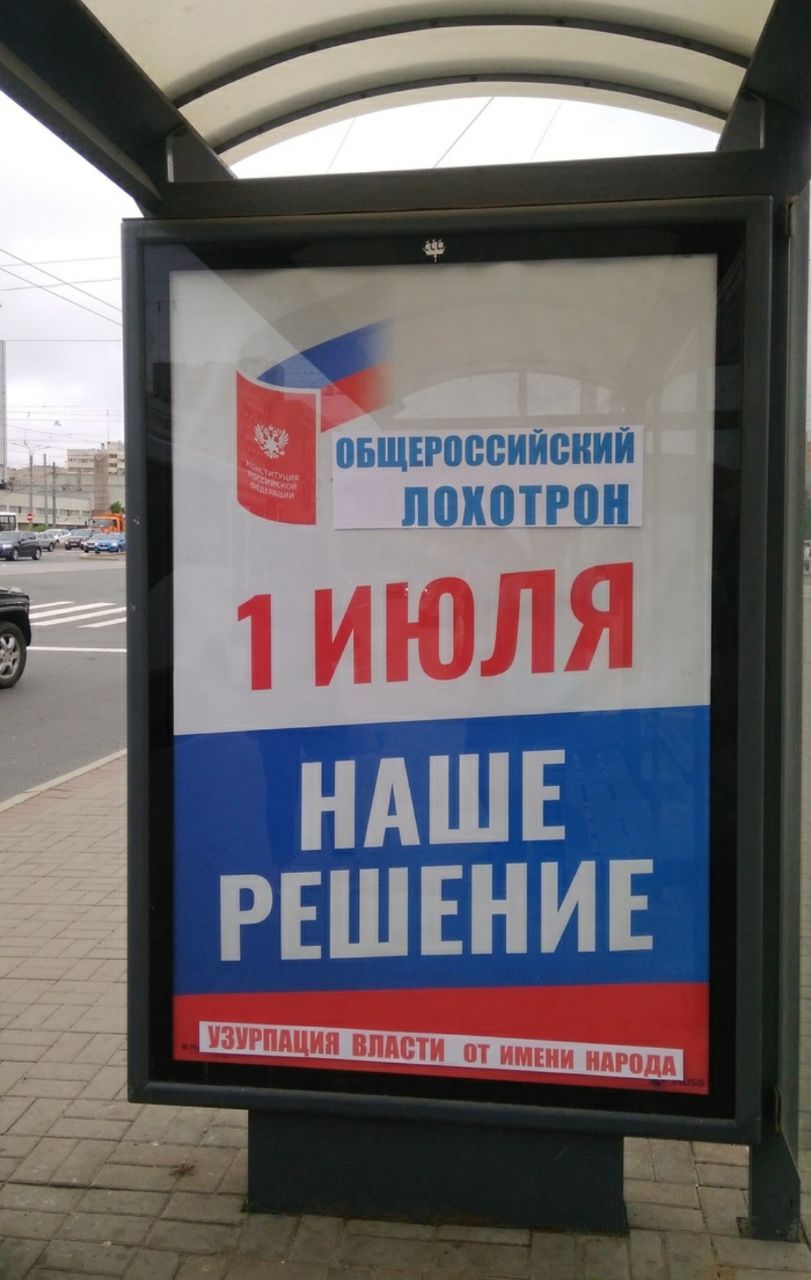 КОНСТИТУЦИЯ
РОССИЙСКОЙ
ФЕДЕРАЦИИ
ОБЩЕРОССИЙСКИЙ
ЛОХОТРОН
1 ИЮЛЯ
НАШЕ
РЕШЕНИЕ
УЗУРПАЦИЯ ВЛАСТИ ОТ ИМЕНИ НАРОДА